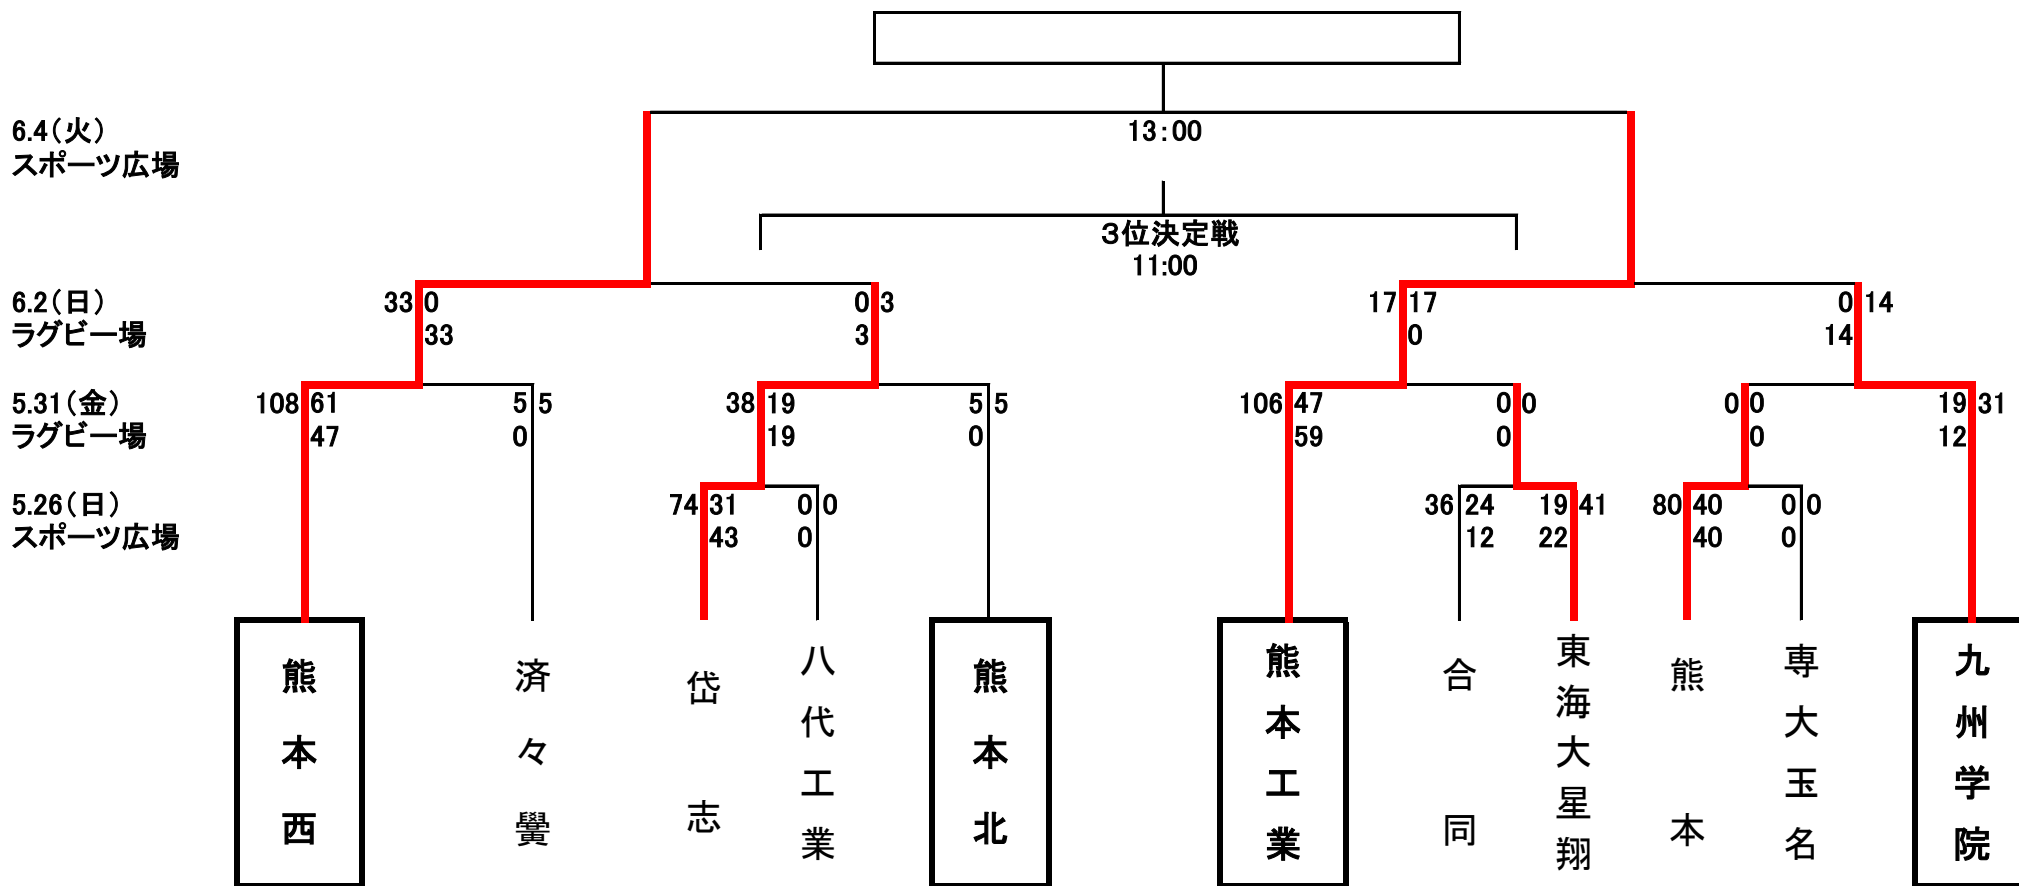 6.4(火)
スポーツ広場
13:00
3位決定戦
11:00
6.2(日)
ラグビー場
33 0 0 3 17 17 0 14
33 3 0 14
5.31(金)
ラグビー場
108 61 5 5 38 19 5 5 106 47 0 0 0 0 19 31
47 0 19 0 59 0 0 12
5.26(日)
スポーツ広場
74 31 0 0 36 24 19 41 80 40 0 0
43 0 12 22 40 0
熊本西
済々黌
岱志
八代工業
熊本北
熊本工業
合同
東海大星翔
熊本
専大玉名
九州学院